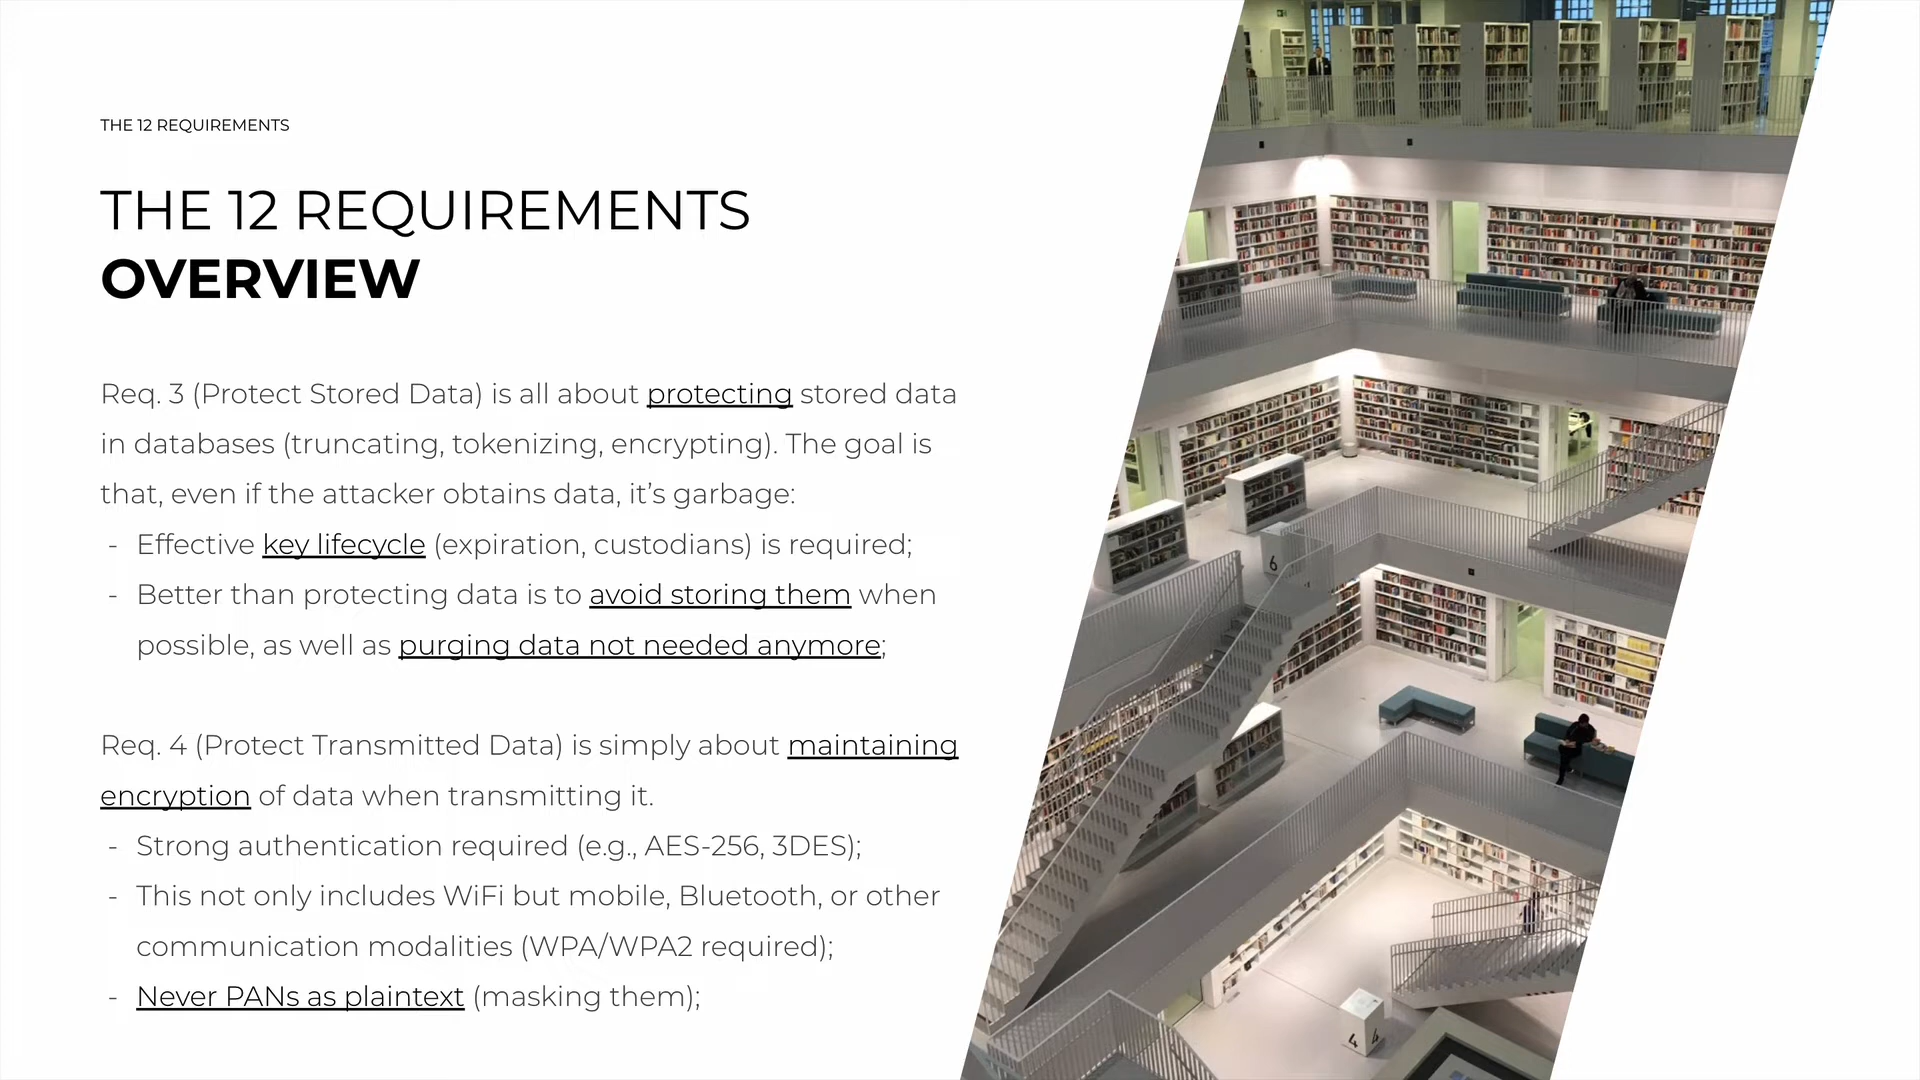 THE 12 REQUIREMENTS
THE 12 REQUIREMENTS
OVERVIEW
Req. 3 (Protect Stored Data) is all about protecting stored data
in databases (truncating, tokenizing, encrypting). The goal is
that, even if the attacker obtains data, it’s garbage:
- Effective key lifecycle (expiration, custodians) is required;
- Better than protecting data is to avoid storing them when
possible, as well as purging data not needed anymore;
Req. 4 (Protect Transmitted Data) is simply about maintaining
encryption of data when transmitting it.
- Strong authentication required (e.g., AES-256, 3DES);
- This not only includes WiFi but mobile, Bluetooth, or other
communication modalities (WPA/WPA2 required);
- Never PANs as plaintext (masking them);
6
4 4